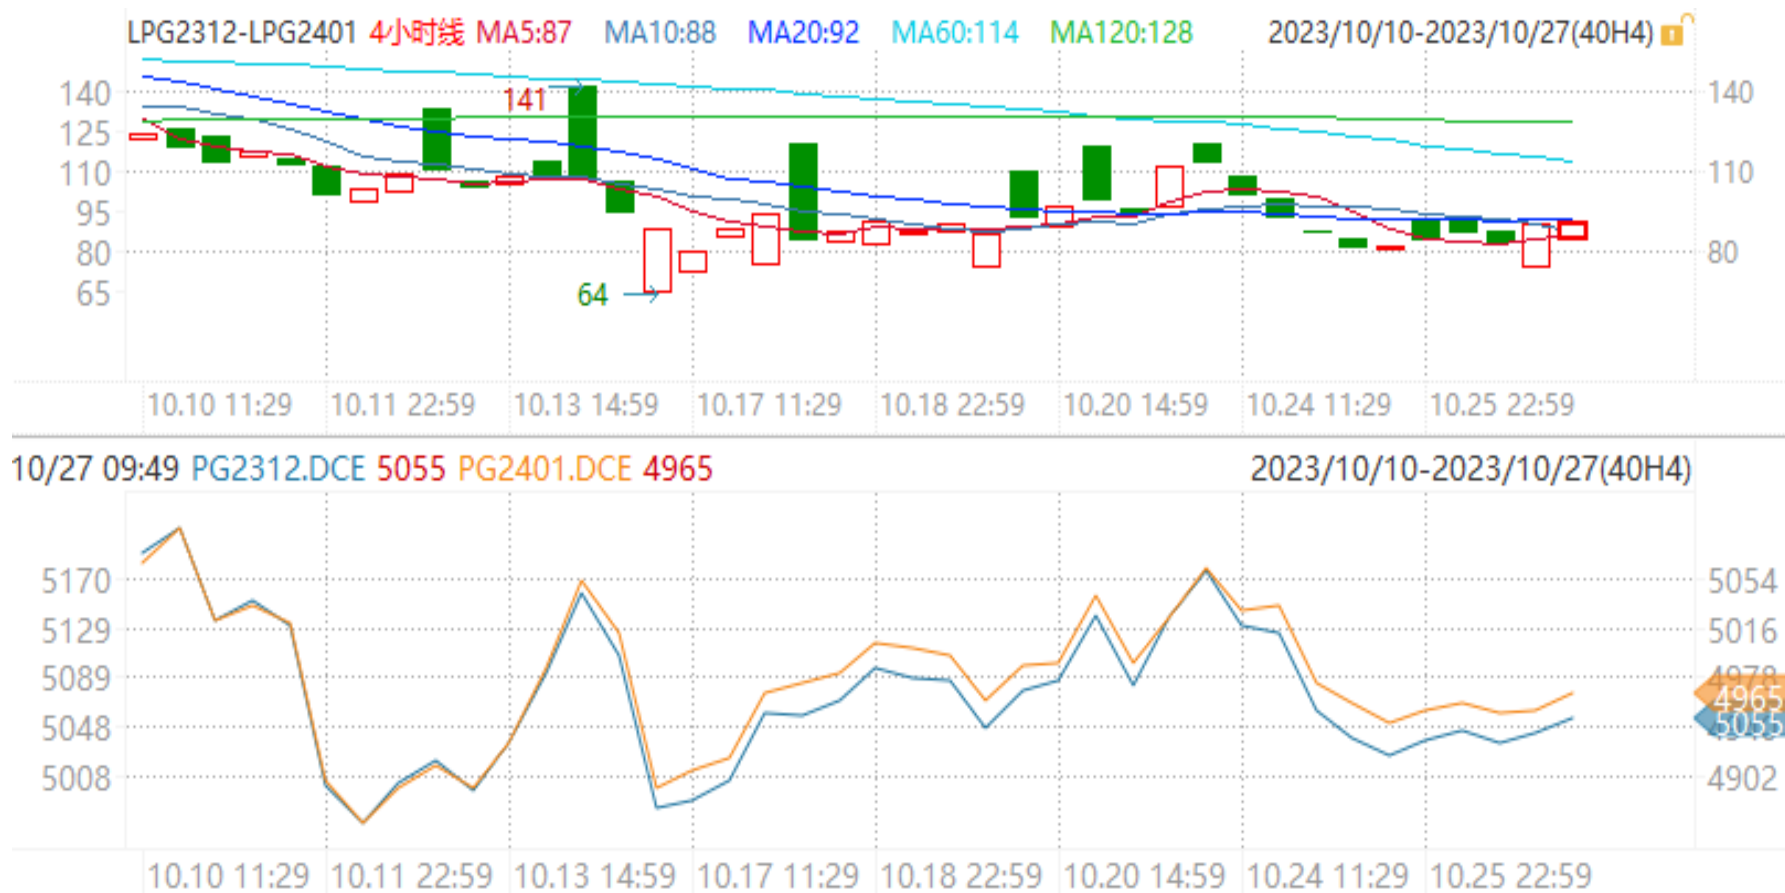 LPG2312-LPG2401 4小时线 MA5:87 MA10:88 MA20:92 MA60:114 MA120:128 2023/10/10-2023/10/27(40H4)
140 141 140
125
110 110
95
80 80
65 64
10.10 11:29 10.11 22:59 10.13 14:59 10.17 11:29 10.18 22:59 10.20 14:59 10.24 11:29 10.25 22:59
10/27 09:49 PG2312.DCE 5055 PG2401.DCE 4965 2023/10/10-2023/10/27(40H4)
5170 5054
5129 5016
5089 4978
4965
5048 5055
5008 4902
10.10 11:29 10.11 22:59 10.13 14:59 10.17 11:29 10.18 22:59 10.20 14:59 10.24 11:29 10.25 22:59